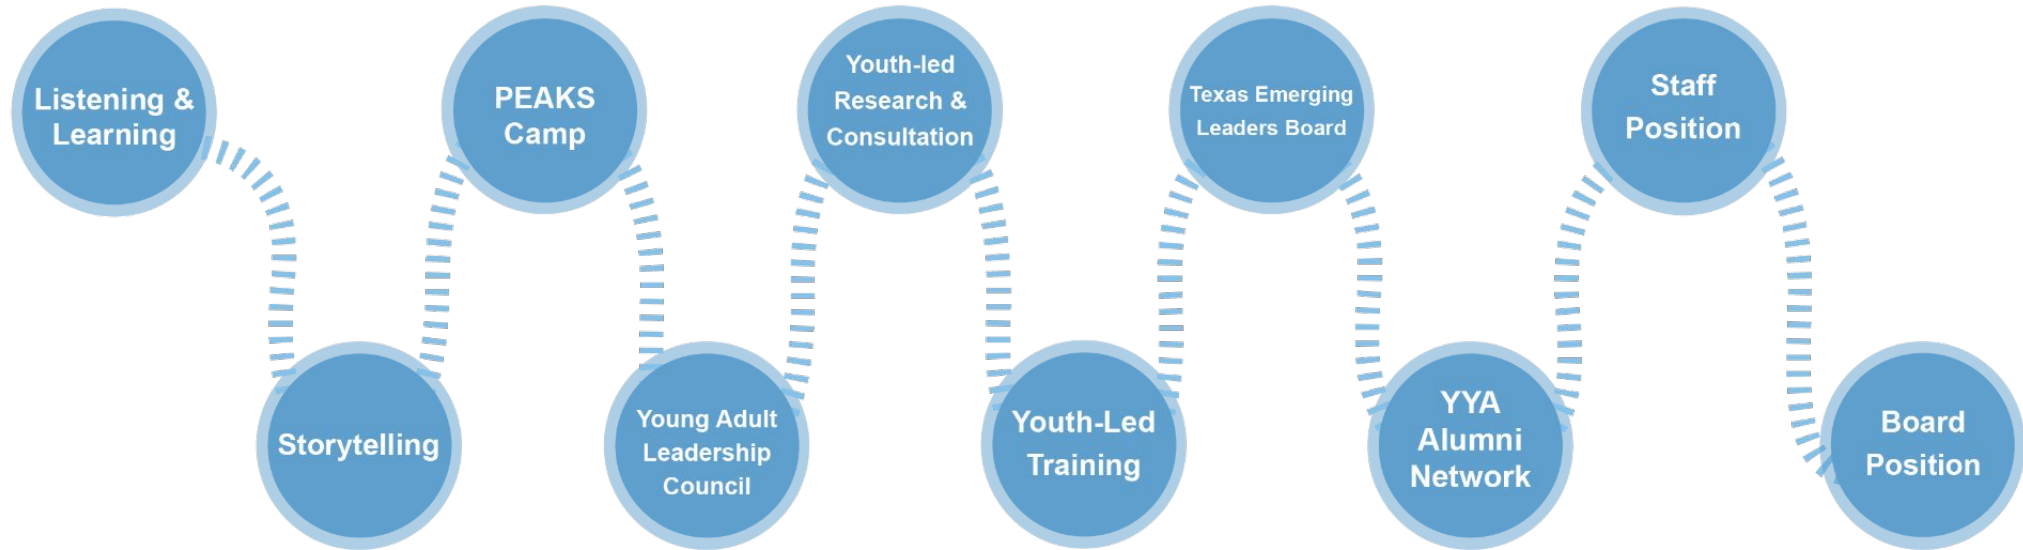 Listening &
Learning
Storytelling
PEAKS
Camp
Young Adult
Leadership
Council
Youth-led
Research &
Consultation
Youth-Led
Training
Texas Emerging
Leaders Board
YYA
Alumni
Network
Staff
Position
Board
Position